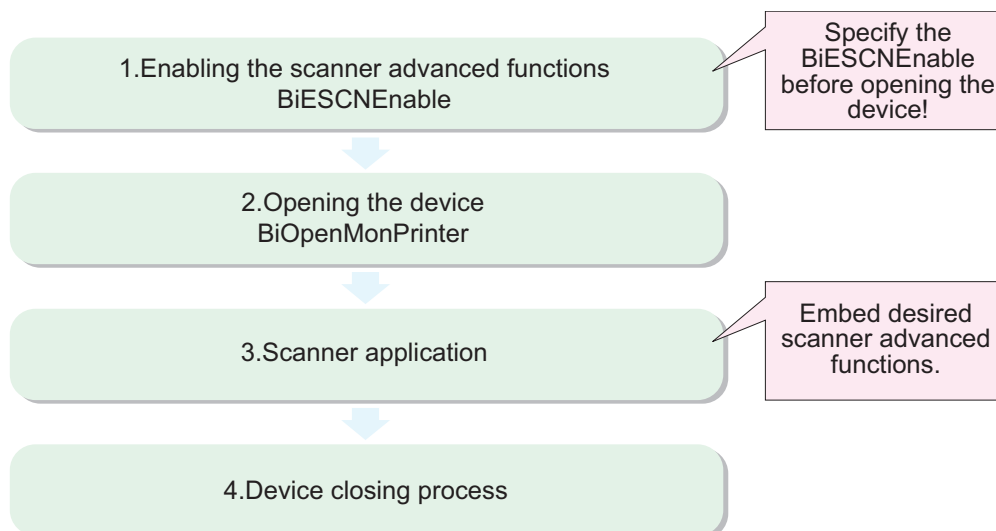 1.Enabling the scanner advanced functions
BiESCNEnable
Specify the
BiESCNEnable
before opening the
device!
2.Opening the device
BiOpenMonPrinter
3.Scanner application
Embed desired
scanner advanced
functions.
4.Device closing process